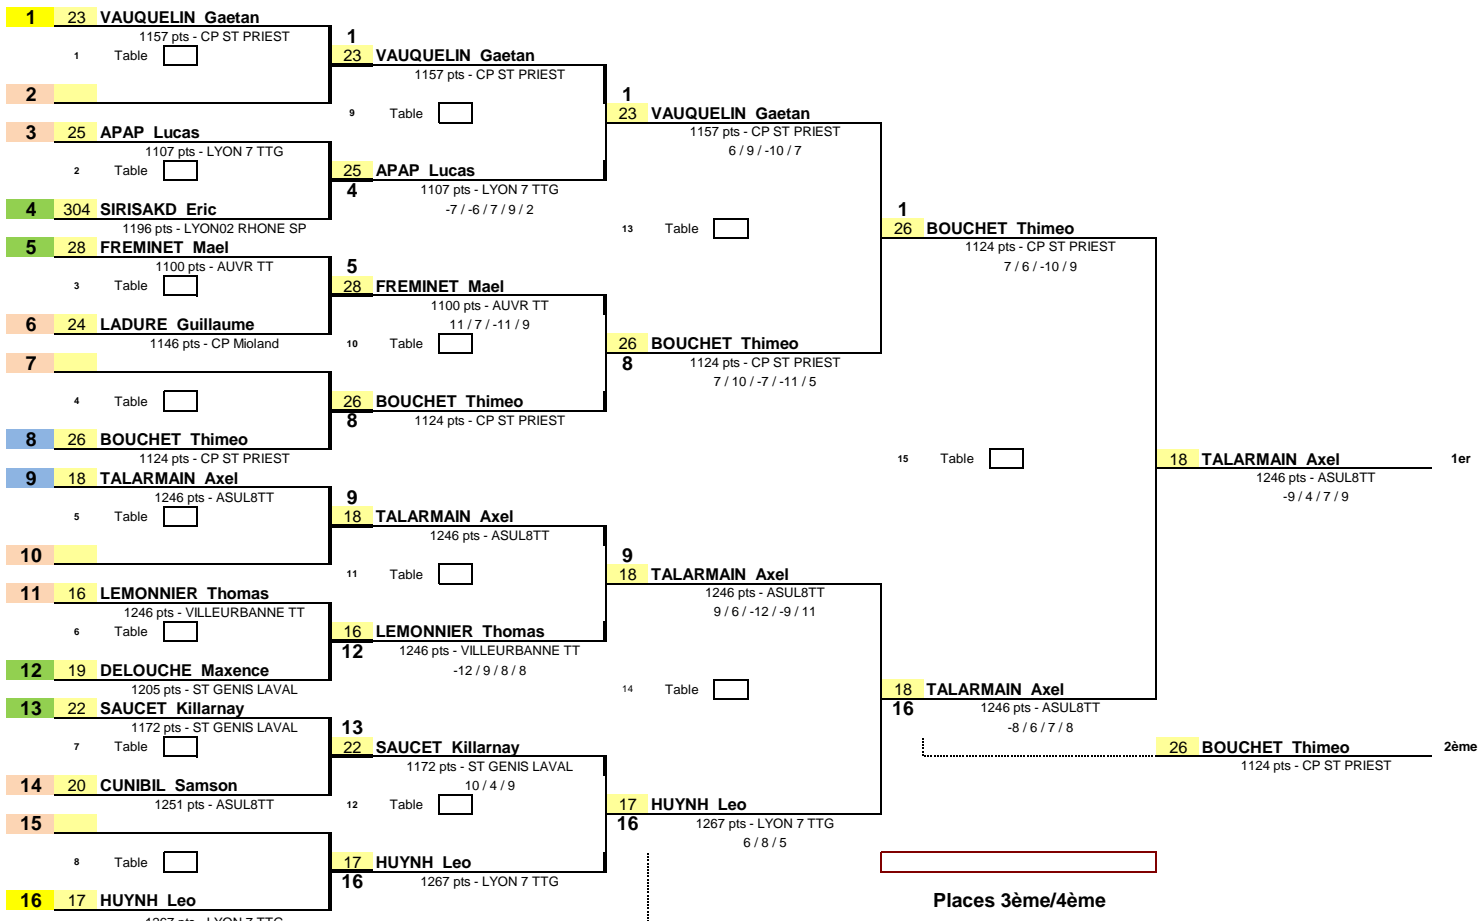 1 23 VAUQUELIN Gaetan
1157 pts - CP ST PRIEST
1 Table
2
3 25 APAP Lucas
1107 pts - LYON 7 TTG
2 Table
4 304 SIRISAKD Eric
1196 pts - LYON02 RHONE SP
5 28 FREMINET Mael
1100 pts - AUVR TT
3 Table
6 24 LADURE Guillaume
1146 pts - CP Mioland
7
4 Table
8 26 BOUCHET Thimeo
1124 pts - CP ST PRIEST
9 18 TALARMAIN Axel
1246 pts - ASUL8TT
5 Table
10
11 16 LEMONNIER Thomas
1246 pts - VILLEURBANNE TT
6 Table
12 19 DELOUCHE Maxence
1205 pts - ST GENIS LAVAL
13 22 SAUCET Killarnay
1172 pts - ST GENIS LAVAL
7 Table
14 20 CUNIBIL Samson
1251 pts - ASUL8TT
15
8 Table
16 17 HUYNH Leo
1267 pts - LYON 7 TTG
1
23 VAUQUELIN Gaetan
1157 pts - CP ST PRIEST
9 Table
25 APAP Lucas
4
1107 pts - LYON 7 TTG
-7 / -6 / 7 / 9 / 2
5
28 FREMINET Mael
1100 pts - AUVR TT
11 / 7 / -11 / 9
10 Table
26 BOUCHET Thimeo
8
1124 pts - CP ST PRIEST
9
18 TALARMAIN Axel
1246 pts - ASUL8TT
11 Table
16 LEMONNIER Thomas
12
1246 pts - VILLEURBANNE TT
-12 / 9 / 8 / 8
13
22 SAUCET Killarnay
1172 pts - ST GENIS LAVAL
10 / 4 / 9
12 Table
17 HUYNH Leo
16
1267 pts - LYON 7 TTG
1
23 VAUQUELIN Gaetan
1157 pts - CP ST PRIEST
6 / 9 / -10 / 7
13 Table
26 BOUCHET Thimeo
8
1124 pts - CP ST PRIEST
7 / 10 / -7 / -11 / 5
9
18 TALARMAIN Axel
1246 pts - ASUL8TT
9 / 6 / -12 / -9 / 11
14 Table
17 HUYNH Leo
16
1267 pts - LYON 7 TTG
6 / 8 / 5
1
26 BOUCHET Thimeo
1124 pts - CP ST PRIEST
7 / 6 / -10 / 9
15 Table
18 TALARMAIN Axel
16
1246 pts - ASUL8TT
-8 / 6 / 7 / 8
18 TALARMAIN Axel 1er
1246 pts - ASUL8TT
-9 / 4 / 7 / 9
26 BOUCHET Thimeo 2ème
1124 pts - CP ST PRIEST
Places 3ème/4ème